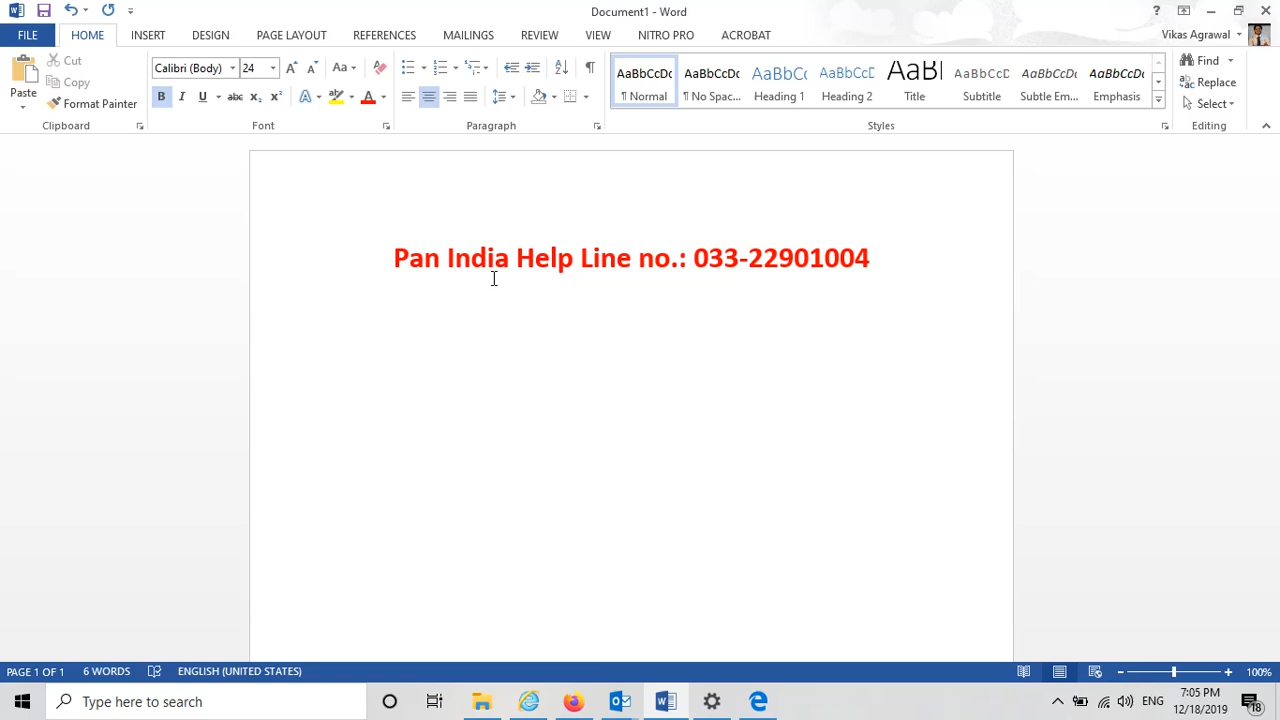 Document1 - Word
FILE HOME INSERT DESIGN PAGE LAYOUT REFERENCES MAILINGS REVIEW VIEW NITRO PRO ACROBAT Vikas Agrawal
Paste
Cut
Copy
Format Painter
Clipboard
Calibri (Body) 24
Font
Paragraph
AaBbCcDc AaBbCcDc AaBbCc AaBbCcC AaBl AaBbCcC AaBbCcDc AaBbCcDc
¶ Normal ¶ No Spac... Heading 1 Heading 2 Title Subtitle Subtle Em... Emphasis
Styles
Find
Replace
Select
Editing
Pan India Help Line no.: 033-22901004
PAGE 1 OF 1 6 WORDS ENGLISH (UNITED STATES) 100%
Type here to search
ENG
7:05 PM
12/18/2019
18